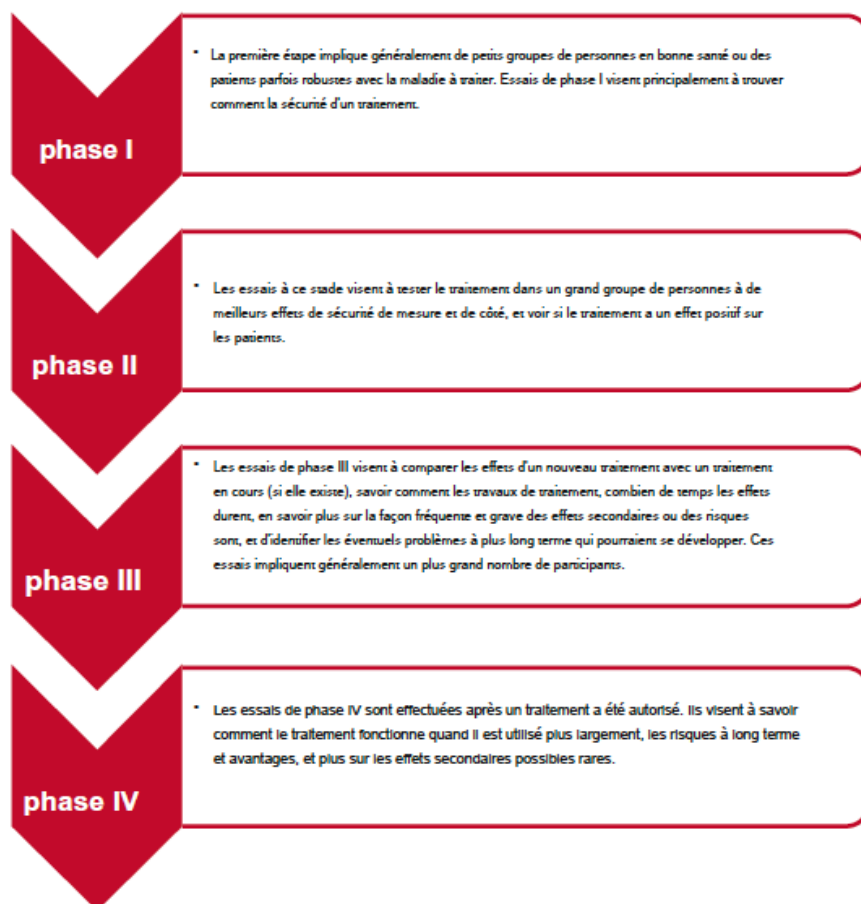 La première étape implique généralement de petits groupes de personnes en bonne santé ou des
patients parfois robustes avec la maladie à traiter. Essais de phase I visent principalement à trouver
comment la sécurité d'un traitement.
phase I
Les essais à ce stade visent à tester le traitement dans un grand groupe de personnes à de
meilleurs effets de sécurité de mesure et de côté, et voir si le traitement a un effet positif sur
les patients.
phase II
Les essais de phase III visent à comparer les effets d'un nouveau traitement avec un traitement
en cours (si elle existe), savoir comment les travaux de traitement, combien de temps les effets
durent, en savoir plus sur la façon fréquente et grave des effets secondaires ou des risques
sont, et d'identifier les éventuels problèmes à plus long terme qui pourraient se développer. Ces
essais impliquent généralement un plus grand nombre de participants.
phase III
Les essais de phase IV sont effectuées après un traitement a été autorisé. Ils visent à savoir
comment le traitement fonctionne quand il est utilisé plus largement, les risques à long terme
et avantages, et plus sur les effets secondaires possibles rares.
phase IV